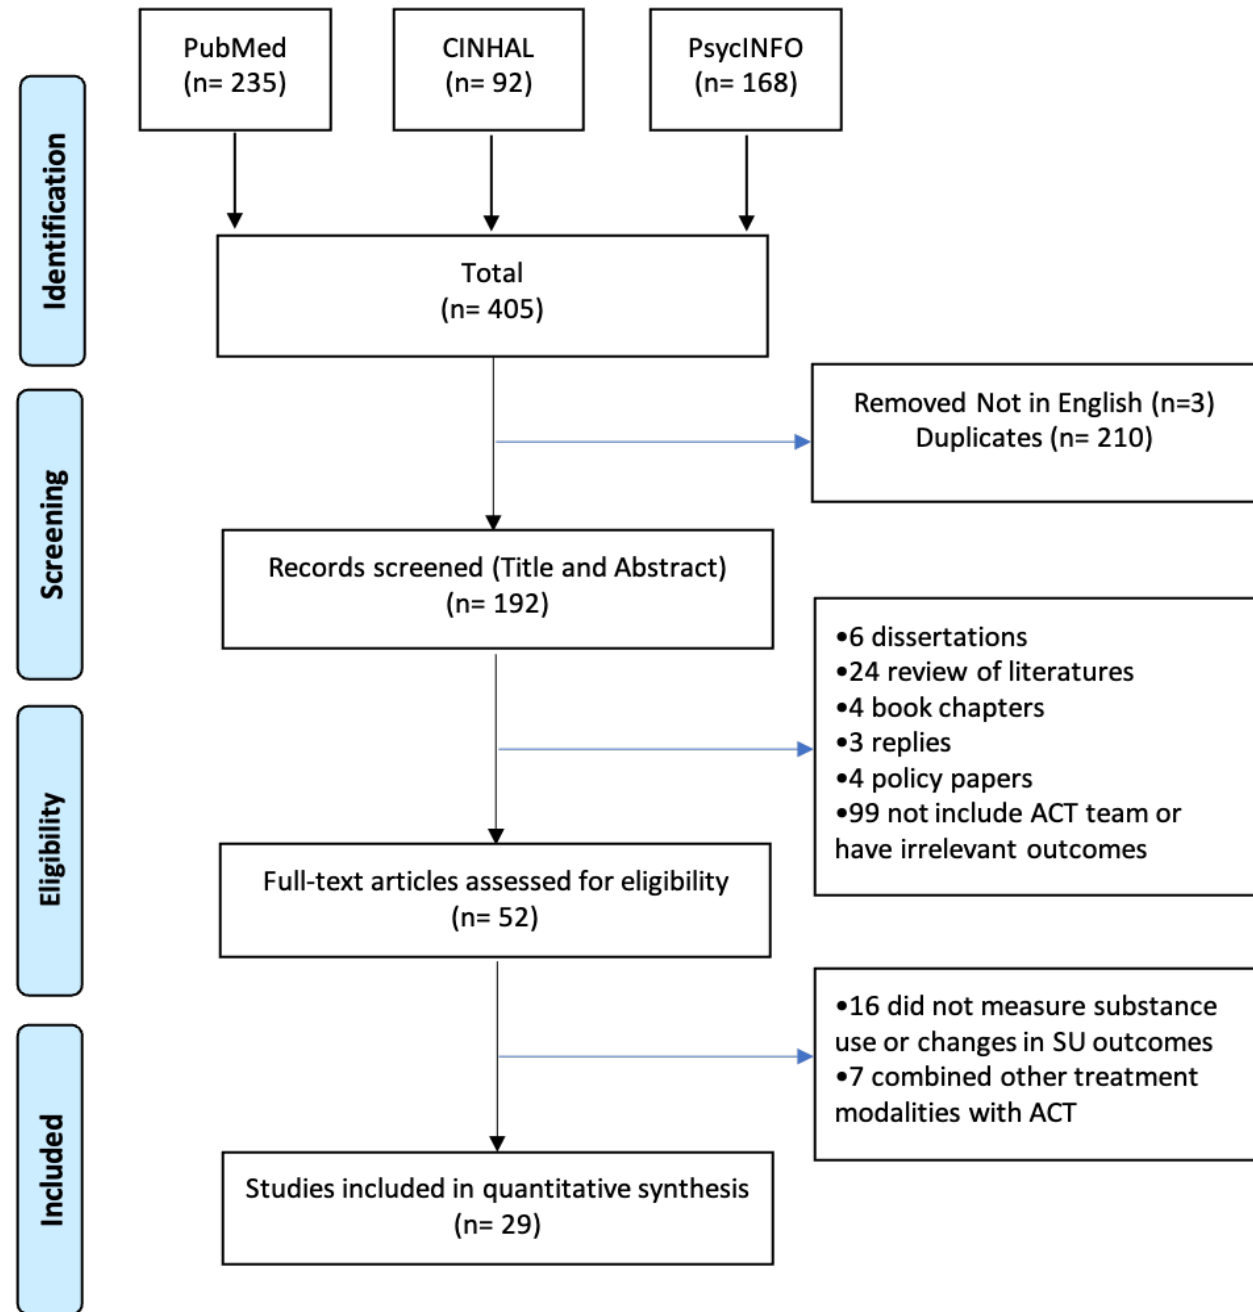 PubMed
(n= 235)
CINHAL
(n= 92)
PsycINFO
(n= 168)
Identification
Total
(n= 405)
Removed Not in English (n=3)
Duplicates (n= 210)
Screening
Records screened (Title and Abstract)
(n= 192)
•6 dissertations
•24 review of literatures
•4 book chapters
•3 replies
•4 policy papers
•99 not include ACT team or
have irrelevant outcomes
Eligibility
Full-text articles assessed for eligibility
(n= 52)
•16 did not measure substance
use or changes in SU outcomes
•7 combined other treatment
modalities with ACT
Included
Studies included in quantitative synthesis
(n= 29)